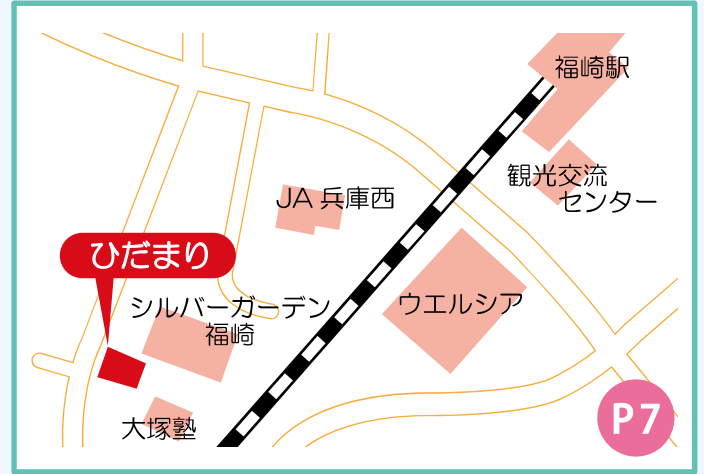 福崎駅
観光交流
センター
JA 兵庫西
ひだまり
シルバーガーデン
福崎
ウエルシア
大塚塾
P7